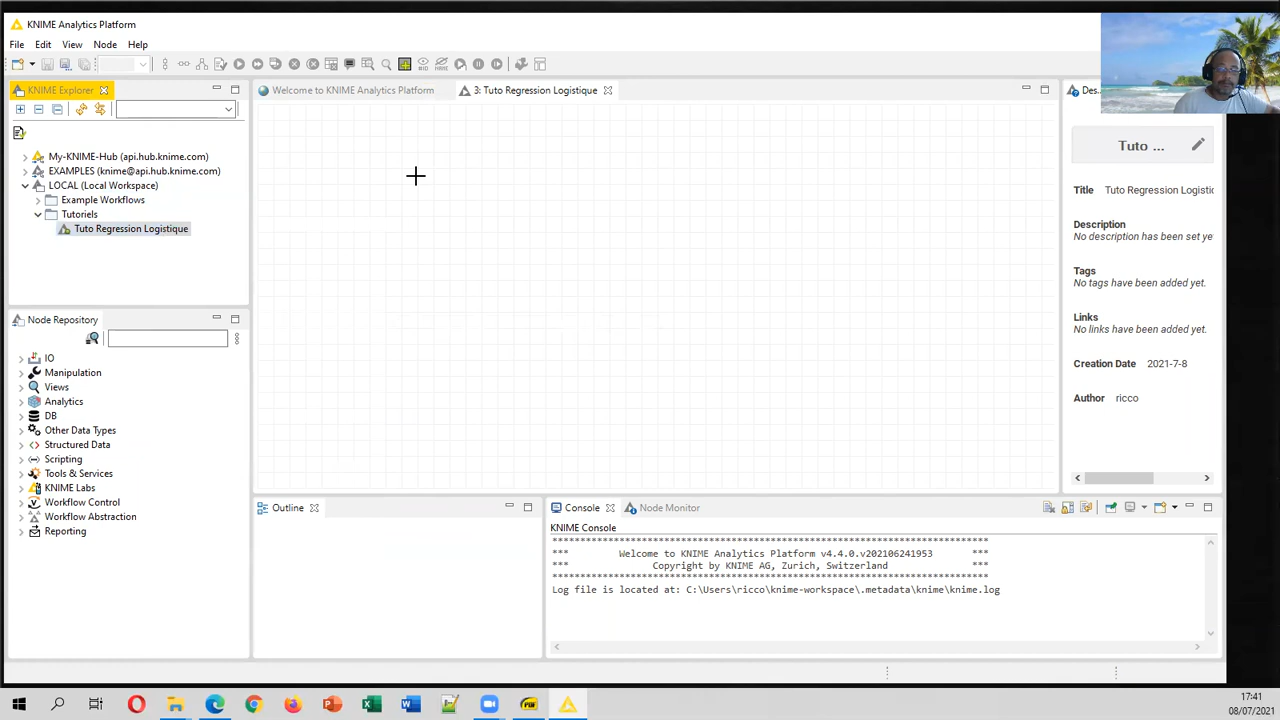 KNIME Analytics Platform
File Edit View Node Help
KNIME Explorer
Welcome to KNIME Analytics Platform
3: Tuto Regression Logistique
Des...
My-KNIME-Hub (api.hub.knime.com)
EXAMPLES (knime@api.hub.knime.com)
LOCAL (Local Workspace)
Example Workflows
Tutoriels
Tuto Regression Logistique
Tuto ...
Title Tuto Regression Logistic
Description
No description has been set ye
Tags
No tags have been added yet.
Links
No links have been added yet.
Creation Date 2021-7-8
Author ricco
Node Repository
IO
Manipulation
Views
Analytics
DB
Other Data Types
Structured Data
Scripting
Tools & Services
KNIME Labs
Workflow Control
Workflow Abstraction
Reporting
Outline
Console
Node Monitor
KNIME Console
***********************************************************************
*** Welcome to KNIME Analytics Platform v4.4.0.v202106241953 ***
*** Copyright by KNIME AG, Zurich, Switzerland ***
***********************************************************************
Log file is located at: C:\Users\ricco\knime-workspace\.metadata\knime\knime.log
17:41
08/07/2021